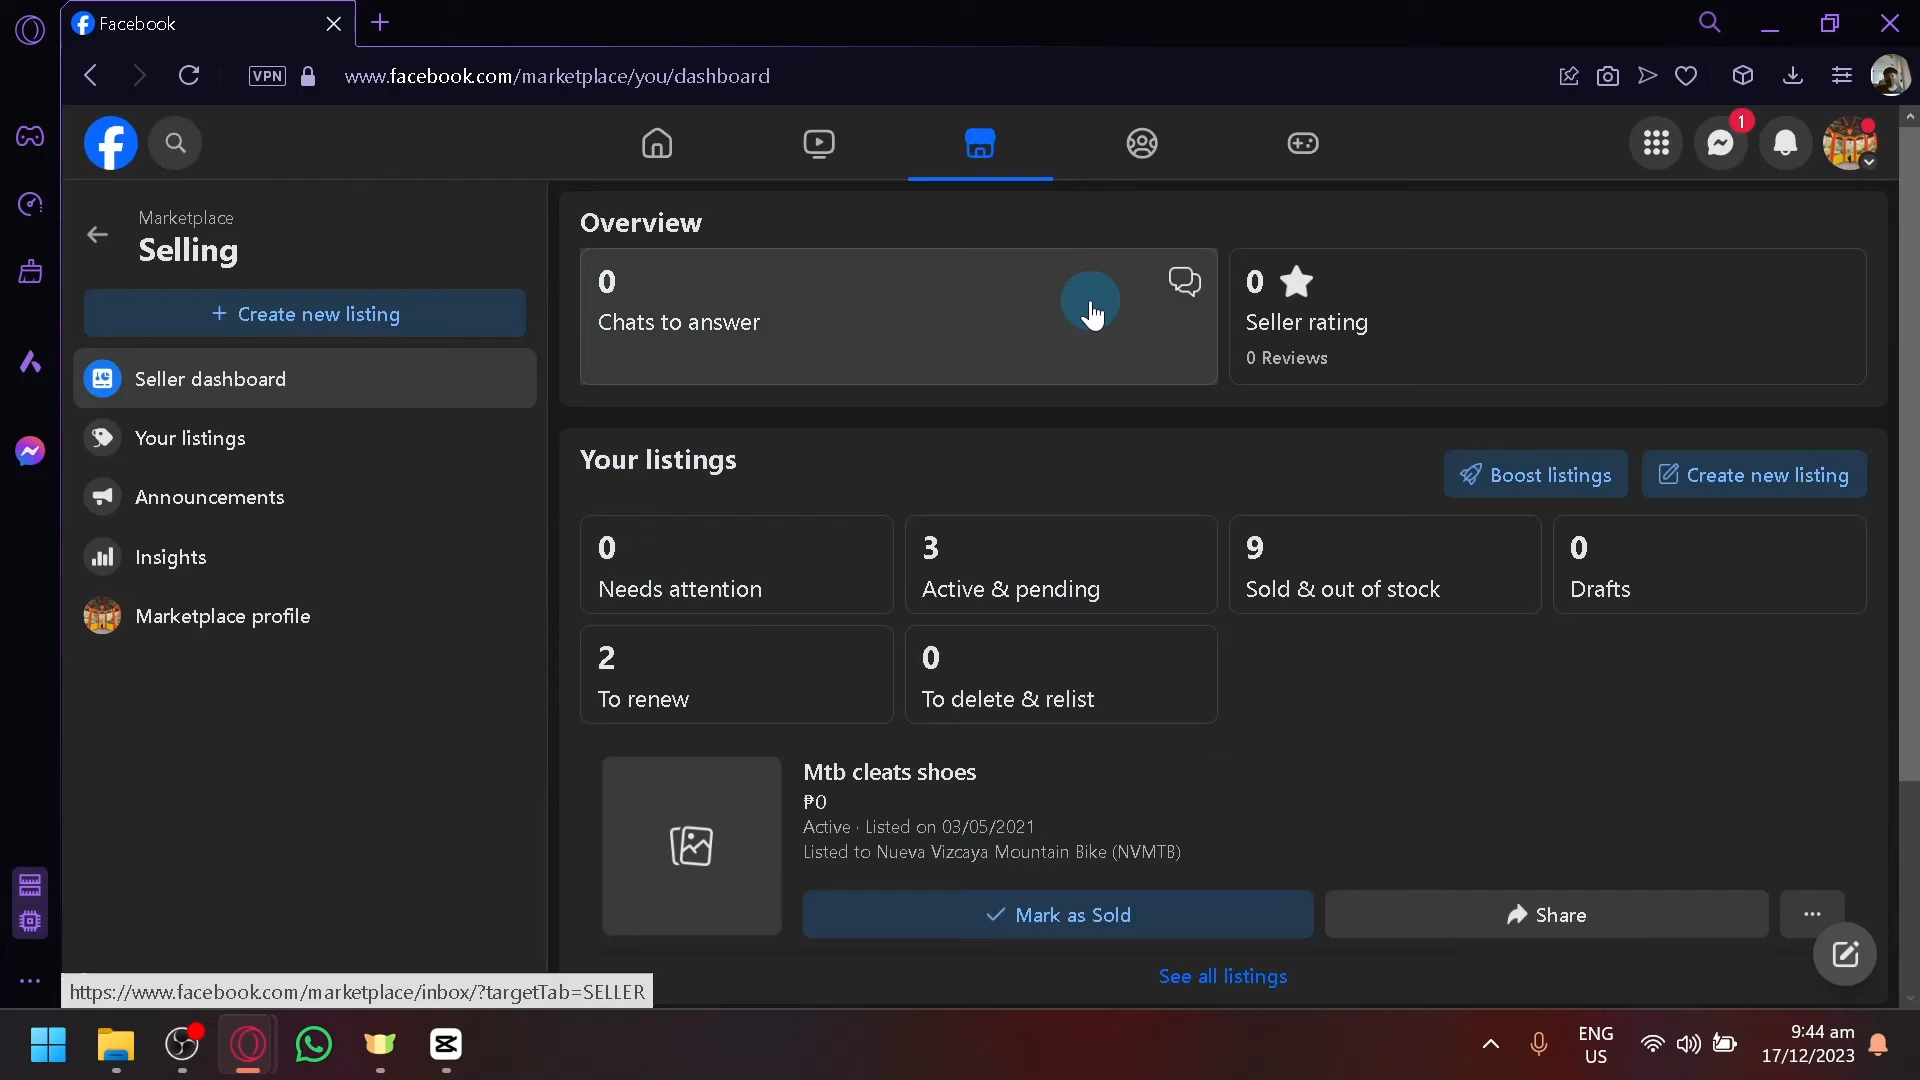 Facebook
VPN
www.facebook.com/marketplace/you/dashboard
1
Marketplace
Selling
+ Create new listing
Seller dashboard
Your listings
Announcements
Insights
Marketplace profile
Overview
0
Chats to answer
0
Seller rating
0 Reviews
Your listings
Boost listings
Create new listing
0
Needs attention
3
Active & pending
9
Sold & out of stock
0
Drafts
2
To renew
0
To delete & relist
Mtb cleats shoes
₱0
Active · Listed on 03/05/2021
Listed to Nueva Vizcaya Mountain Bike (NVMTB)
Mark as Sold
Share
See all listings
https://www.facebook.com/marketplace/inbox/?targetTab=SELLER
ENG
US
9:44 am
17/12/2023